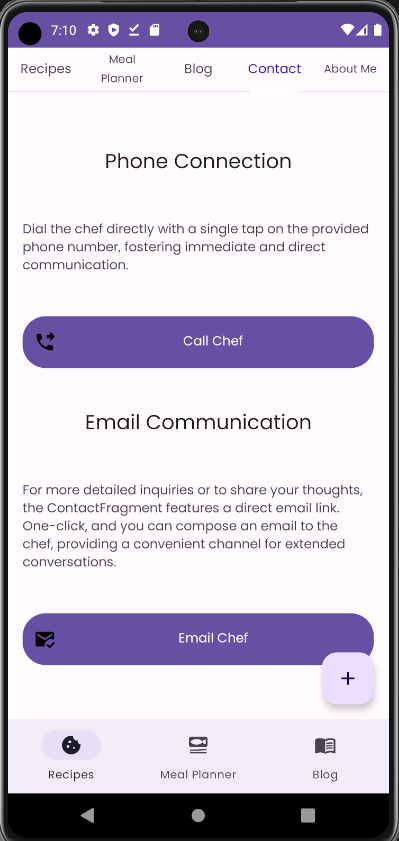 7:10
Recipes
Meal
Planner
Blog
Contact
About Me
Phone Connection
Dial the chef directly with a single tap on the provided
phone number, fostering immediate and direct
communication.
Call Chef
Email Communication
For more detailed inquiries or to share your thoughts,
the ContactFragment features a direct email link.
One-click, and you can compose an email to the
chef, providing a convenient channel for extended
conversations.
Email Chef
+
Recipes
Meal Planner
Blog